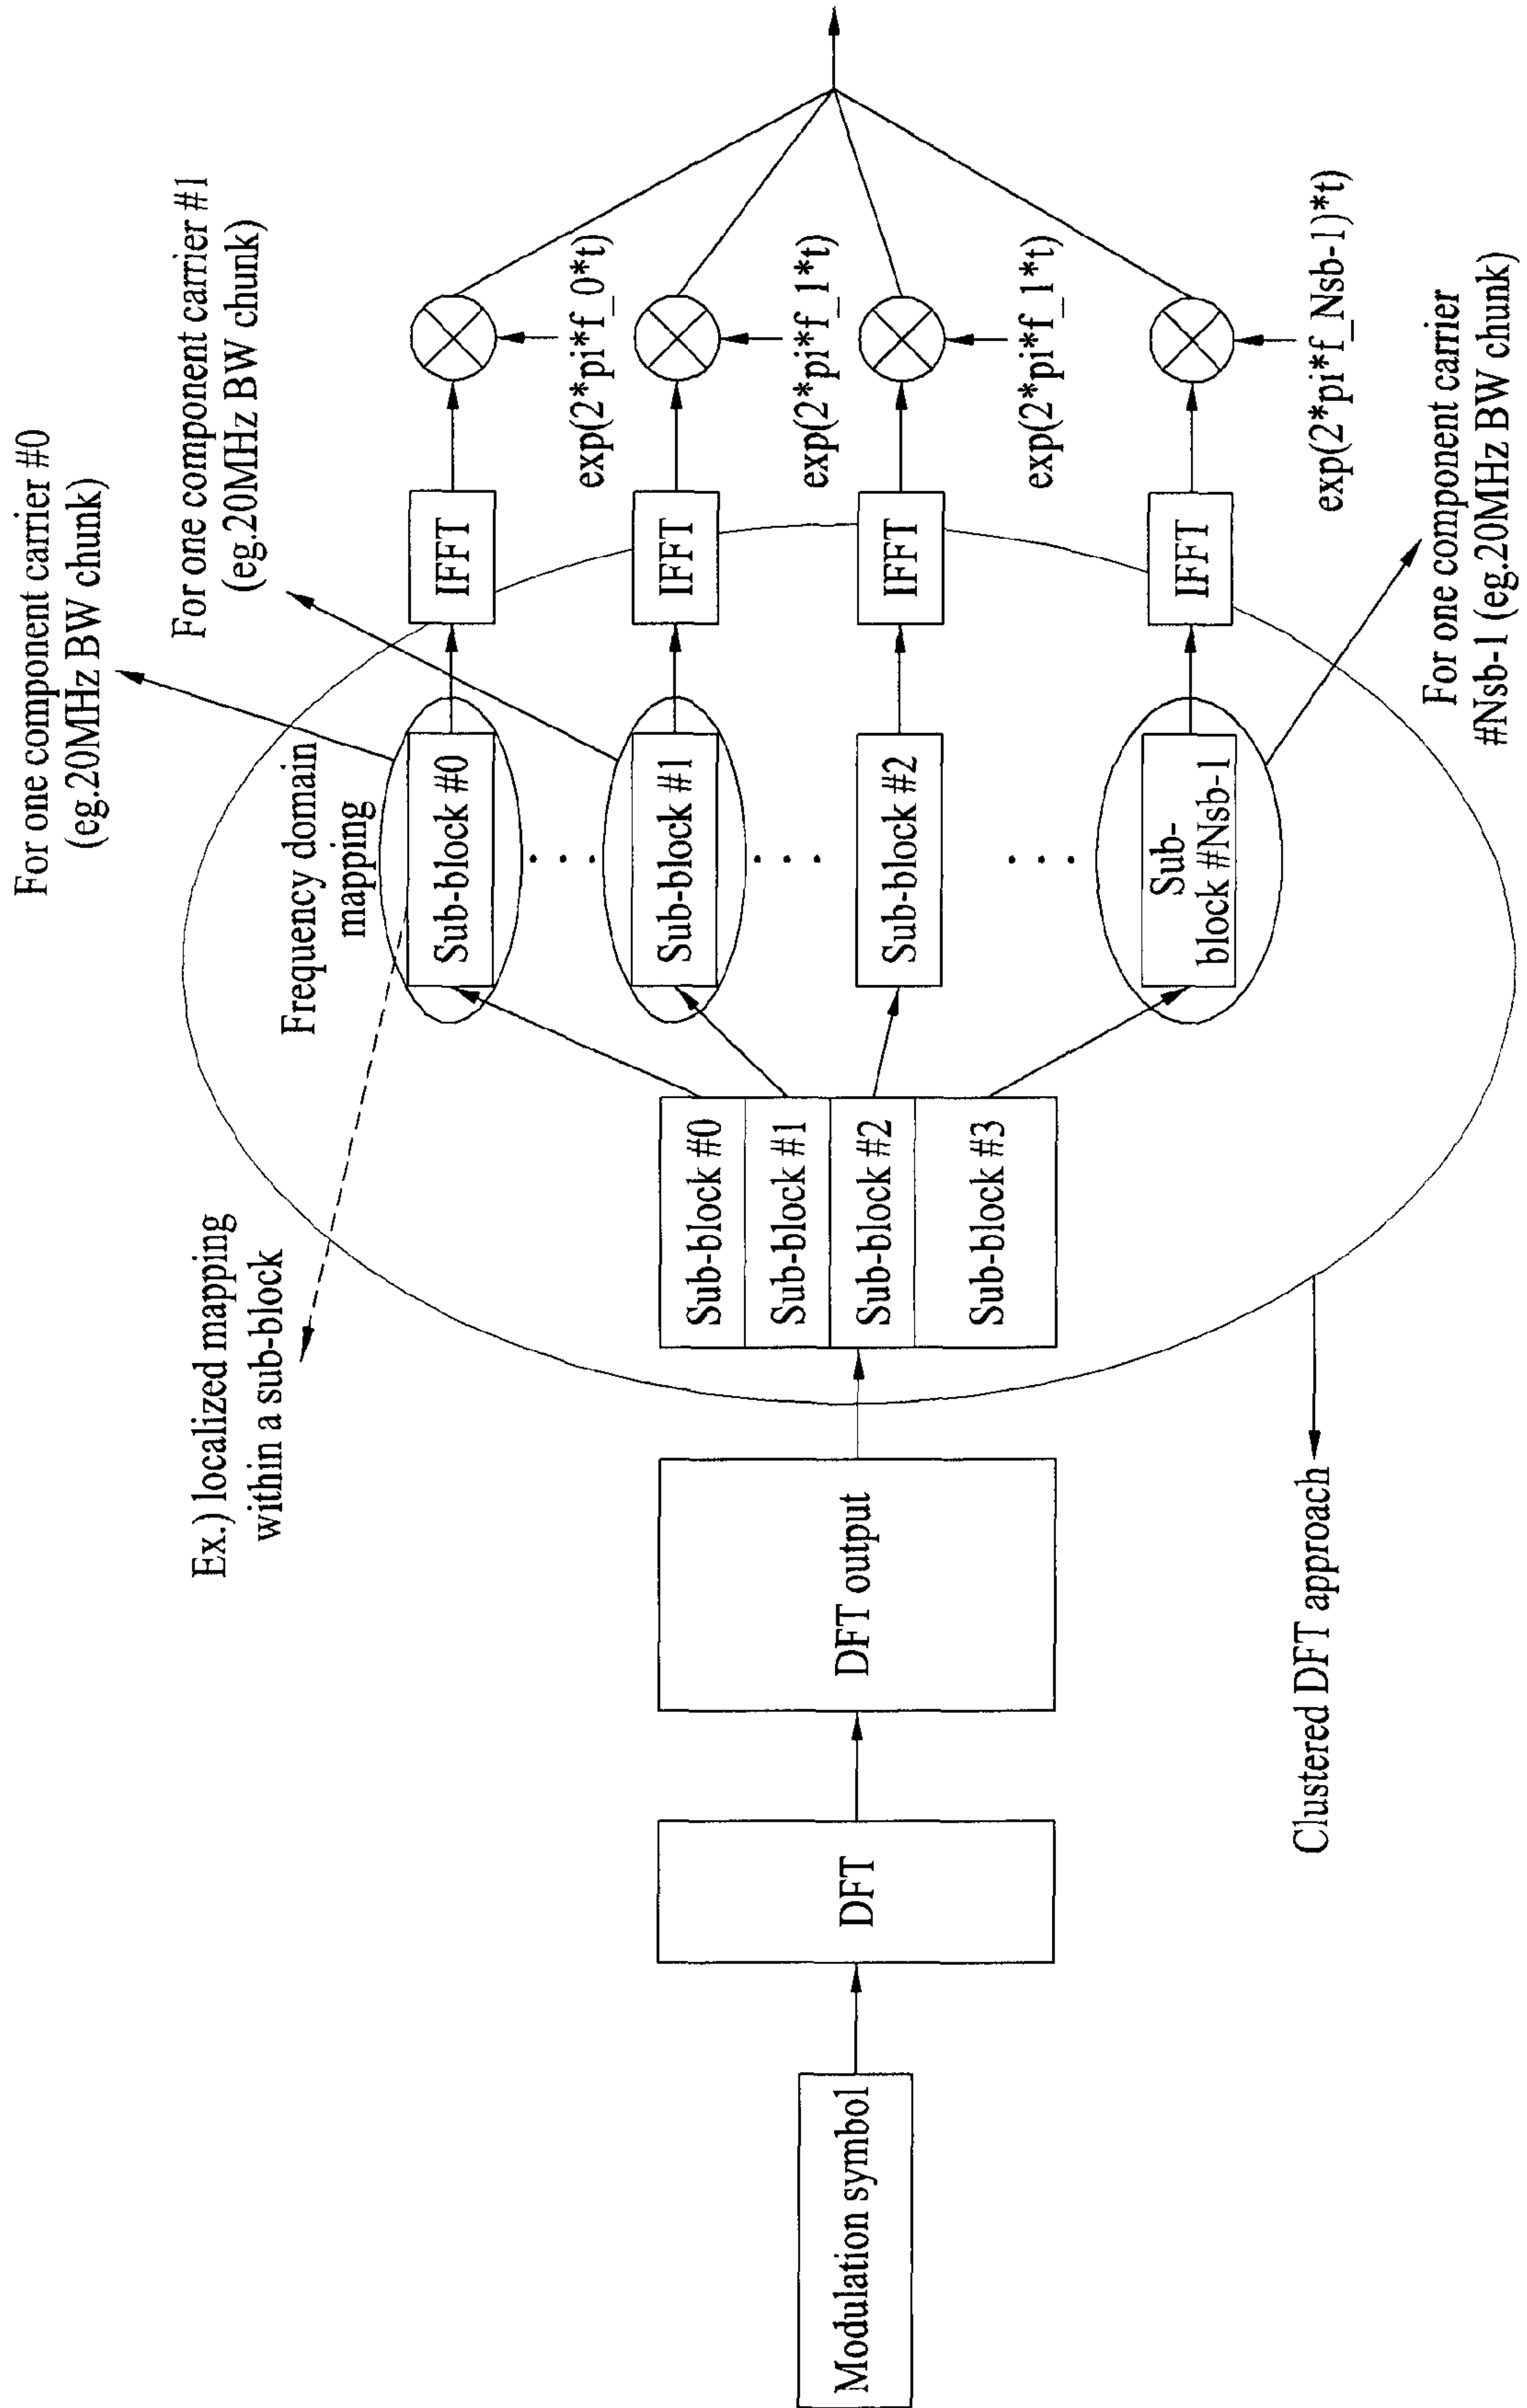 For one component carrier #0
(eg.20MHz BW chunk)
For one component carrier #1
(eg.20MHz BW chunk)
Ex.) localized mapping
within a sub-block
Frequency domain
mapping
Modulation symbol
DFT
DFT output
Sub-block #0
Sub-block #1
Sub-block #2
Sub-block #3
Sub-block #0
IFFT
exp(2*pi*f_0*t)
Sub-block #1
IFFT
exp(2*pi*f_1*t)
Sub-block #2
IFFT
exp(2*pi*f_1*t)
Sub-
block #Nsb-1
IFFT
exp(2*pi*f_Nsb-1)*t)
Clustered DFT approach
For one component carrier
#Nsb-1 (eg.20MHz BW chunk)